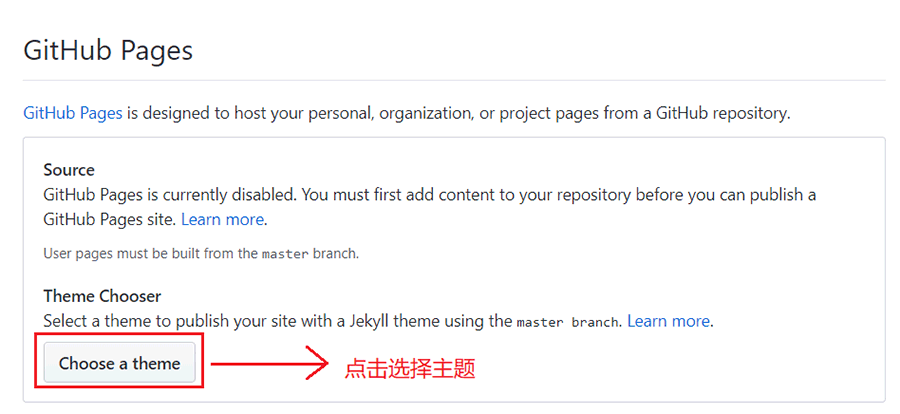 GitHub Pages
GitHub Pages is designed to host your personal, organization, or project pages from a GitHub repository.
Source
GitHub Pages is currently disabled. You must first add content to your repository before you can publish a
GitHub Pages site. Learn more.
User pages must be built from the master branch.
Theme Chooser
Select a theme to publish your site with a Jekyll theme using the master branch. Learn more.
Choose a theme
点击选择主题